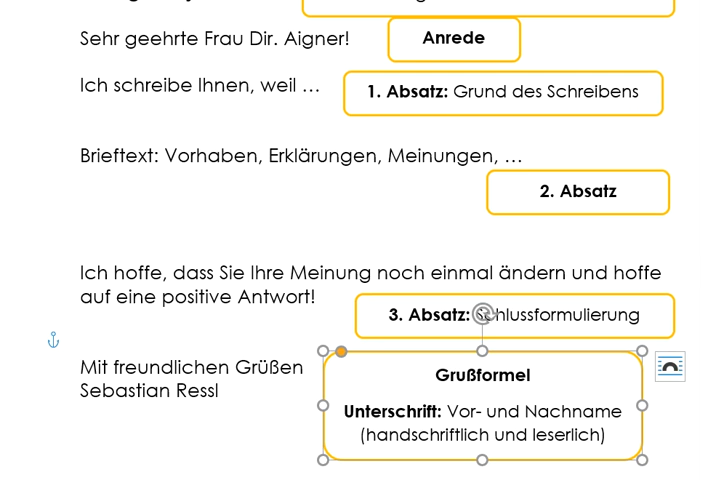 Sehr geehrte Frau Dir. Aigner!
Anrede
Ich schreibe Ihnen, weil …
1. Absatz: Grund des Schreibens
Brieftext: Vorhaben, Erklärungen, Meinungen, …
2. Absatz
Ich hoffe, dass Sie Ihre Meinung noch einmal ändern und hoffe
auf eine positive Antwort!
3. Absatz: Schlussformulierung
Mit freundlichen Grüßen
Sebastian Ressl
Grußformel
Unterschrift: Vor- und Nachname
(handschriftlich und leserlich)